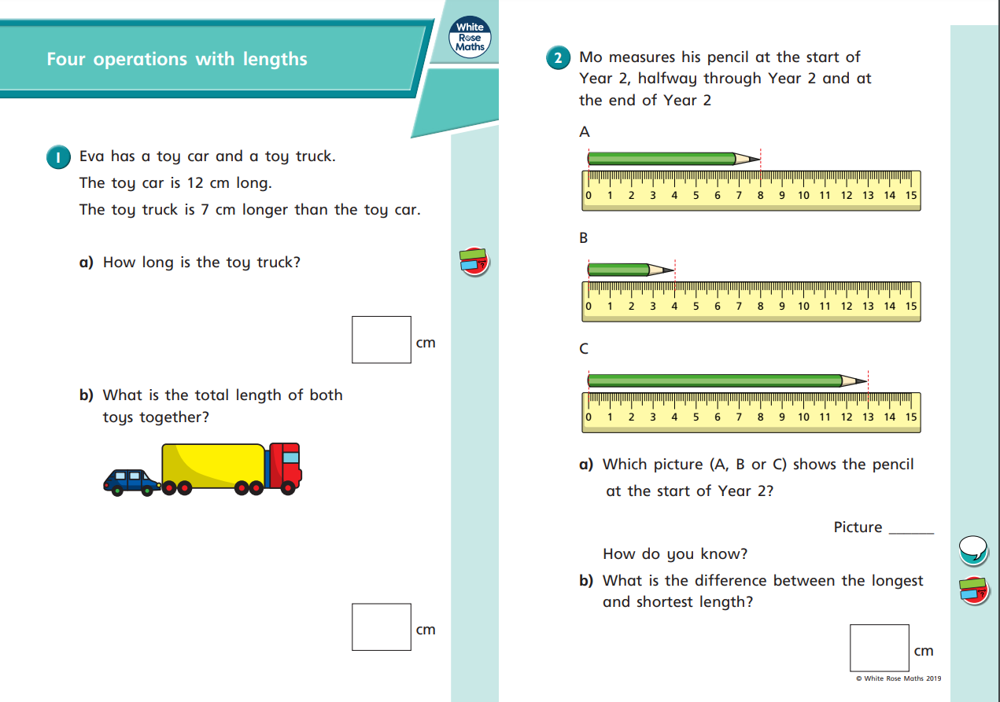 Four operations with lengths
White
Rose
Maths
1 Eva has a toy car and a toy truck.
The toy car is 12 cm long.
The toy truck is 7 cm longer than the toy car.
a) How long is the toy truck?
?
cm
b) What is the total length of both
toys together?
cm
2 Mo measures his pencil at the start of
Year 2, halfway through Year 2 and at
the end of Year 2
A
0 1 2 3 4 5 6 7 8 9 10 11 12 13 14 15
B
0 1 2 3 4 5 6 7 8 9 10 11 12 13 14 15
C
0 1 2 3 4 5 6 7 8 9 10 11 12 13 14 15
a) Which picture (A, B or C) shows the pencil
at the start of Year 2?
Picture ______
How do you know?
b) What is the difference between the longest
and shortest length?
?
cm
© White Rose Maths 2019